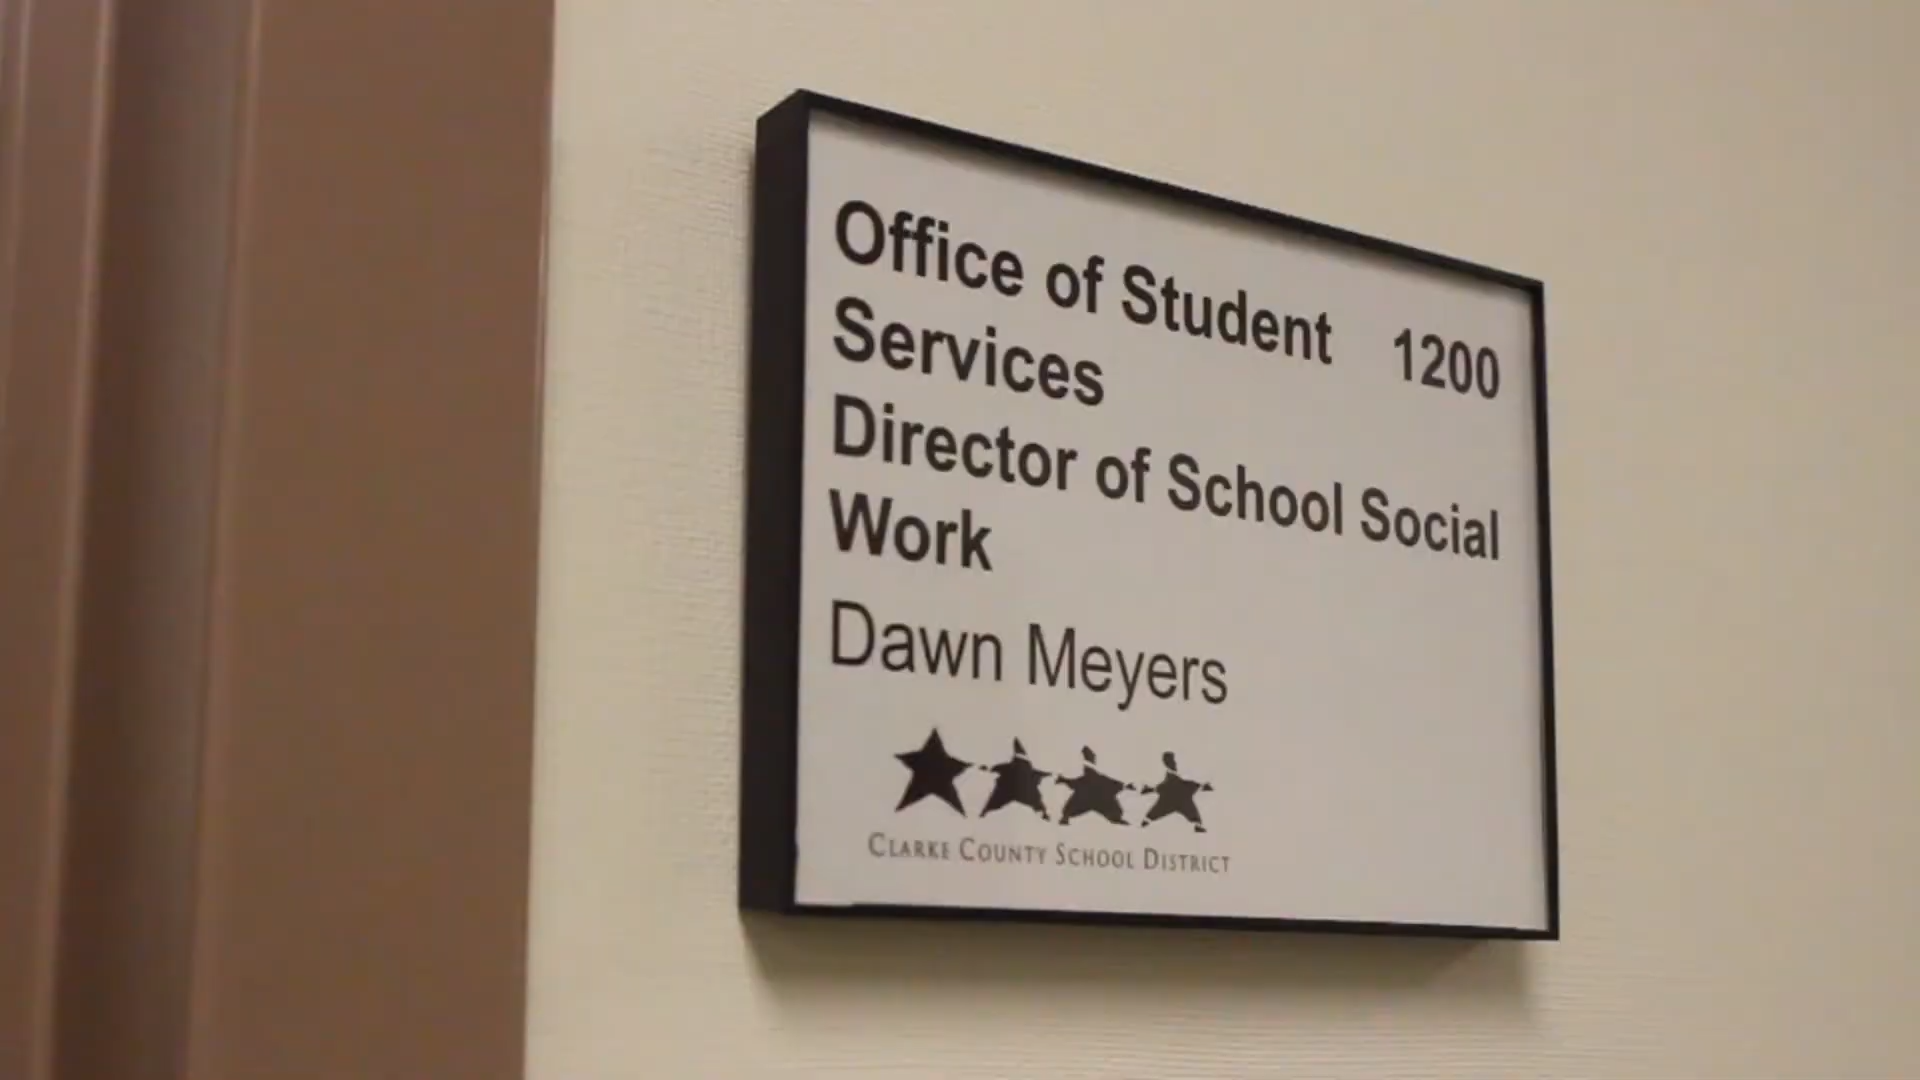 Office of Student 1200
Services
Director of School Social
Work
Dawn Meyers
CLARKE COUNTY SCHOOL DISTRICT